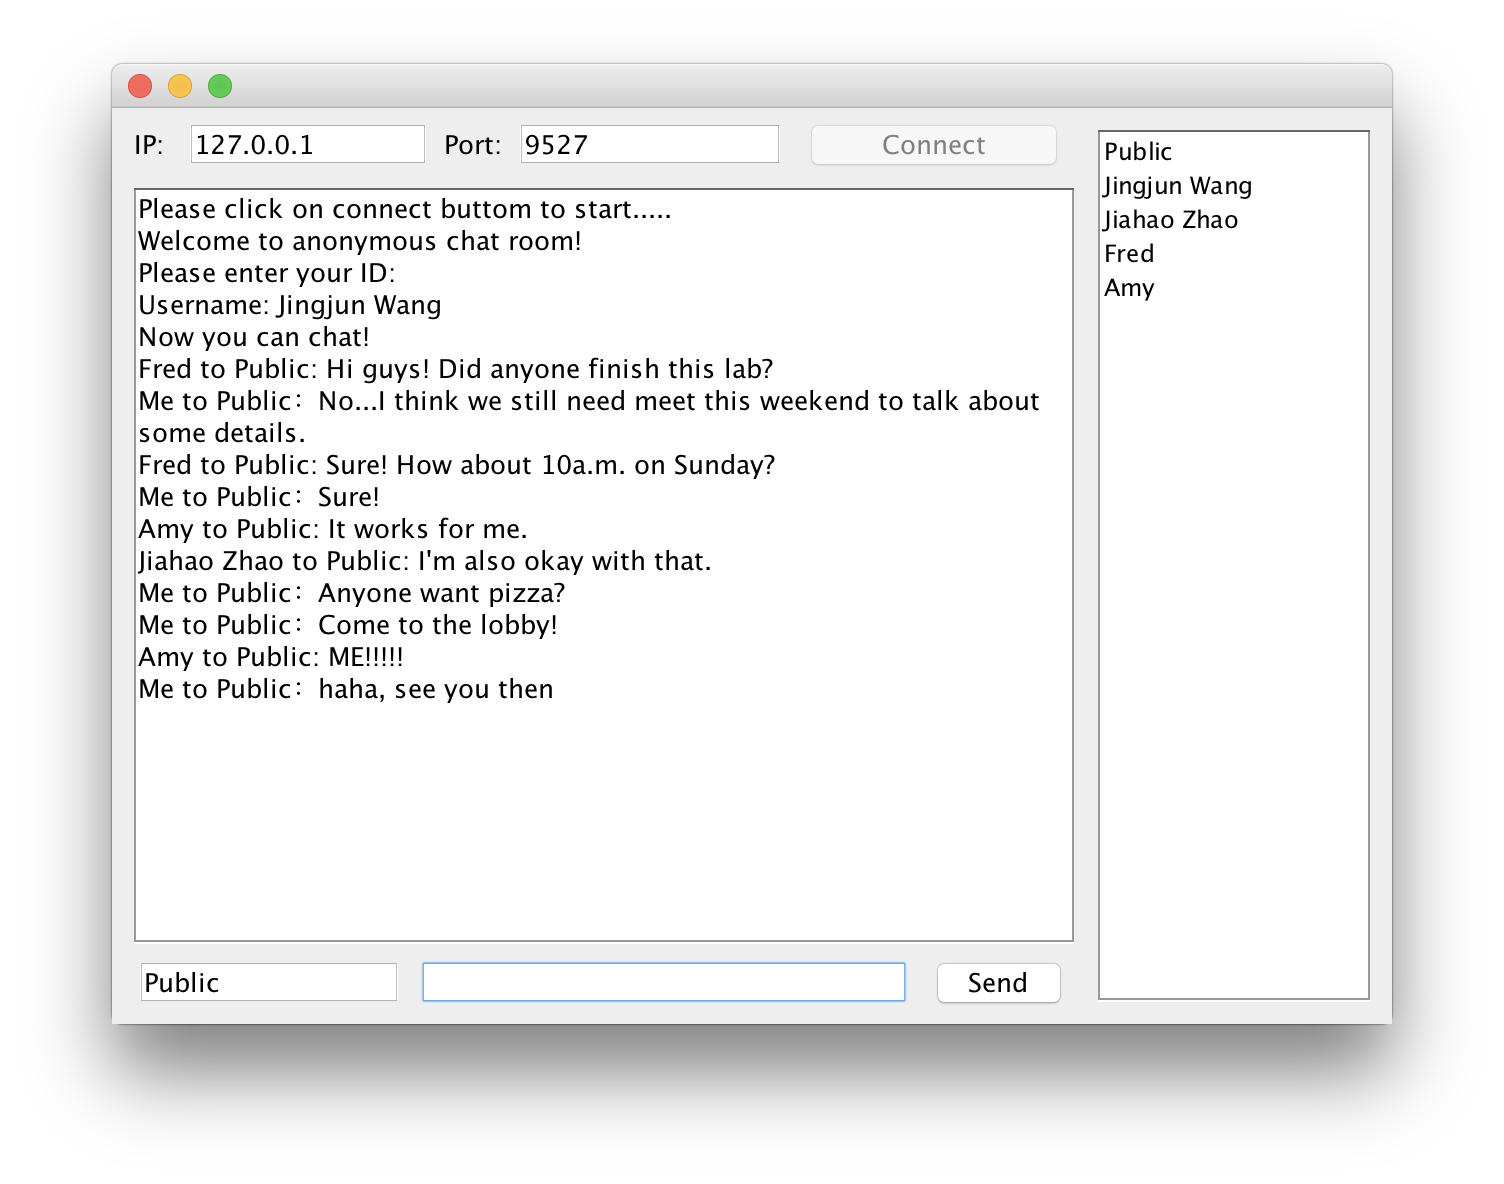 IP: 127.0.0.1 Port: 9527 Connect
Please click on connect buttom to start.....
Welcome to anonymous chat room!
Please enter your ID:
Username: Jingjun Wang
Now you can chat!
Fred to Public: Hi guys! Did anyone finish this lab?
Me to Public：No...I think we still need meet this weekend to talk about
some details.
Fred to Public: Sure! How about 10a.m. on Sunday?
Me to Public：Sure!
Amy to Public: It works for me.
Jiahao Zhao to Public: I'm also okay with that.
Me to Public：Anyone want pizza?
Me to Public：Come to the lobby!
Amy to Public: ME!!!!!
Me to Public：haha, see you then
Public
Send
Public
Jingjun Wang
Jiahao Zhao
Fred
Amy